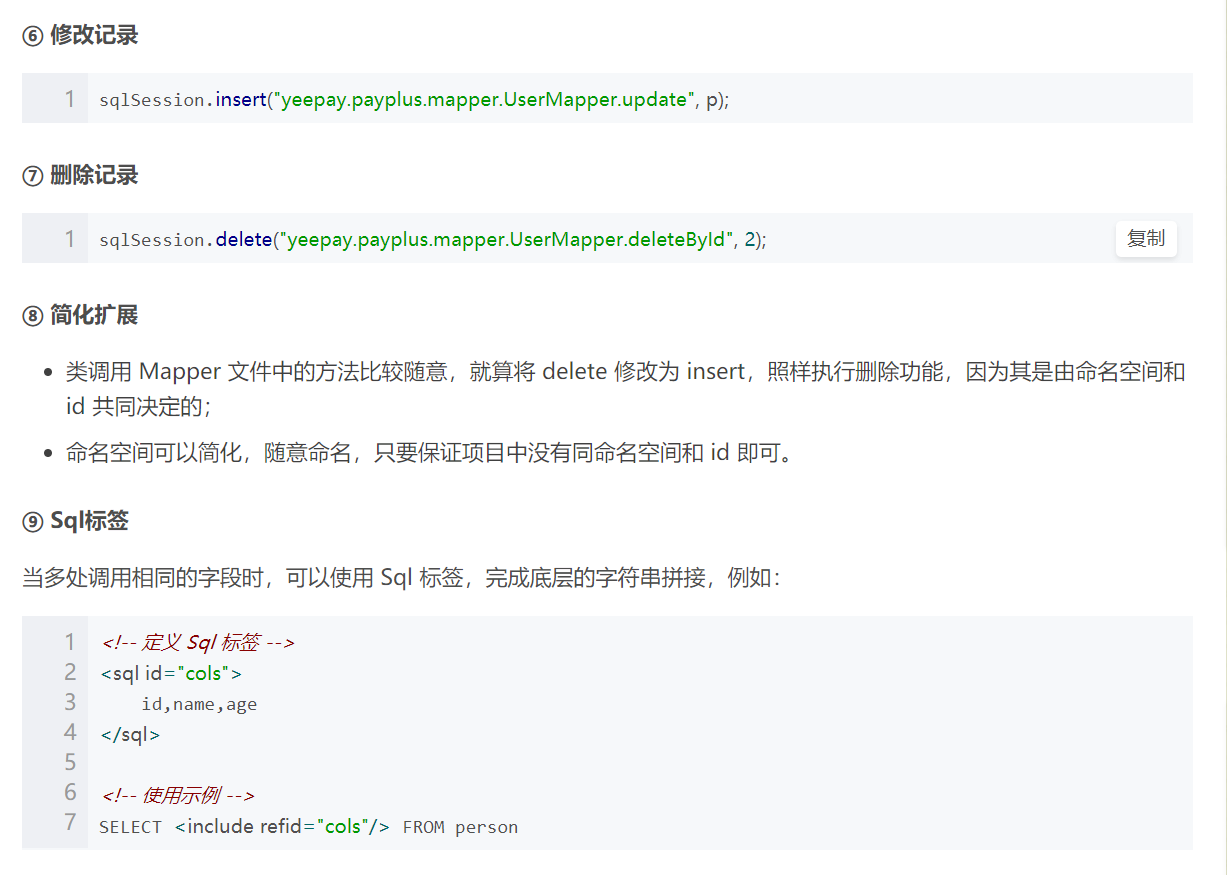 ⑥ 修改记录
1 sqlSession.insert("yeepay.payplus.mapper.UserMapper.update", p);
⑦ 删除记录
1 sqlSession.delete("yeepay.payplus.mapper.UserMapper.deleteById", 2);
复制
⑧ 简化扩展
• 类调用 Mapper 文件中的方法比较随意，就算将 delete 修改为 insert，照样执行删除功能，因为其是由命名空间和
id 共同决定的；
• 命名空间可以简化，随意命名，只要保证项目中没有同命名空间和 id 即可。
⑨ Sql标签
当多处调用相同的字段时，可以使用 Sql 标签，完成底层的字符串拼接，例如：
1 <!-- 定义 Sql 标签 -->
2 <sql id="cols">
3     id,name,age
4 </sql>
5
6 <!-- 使用示例 -->
7 SELECT <include refid="cols"/> FROM person